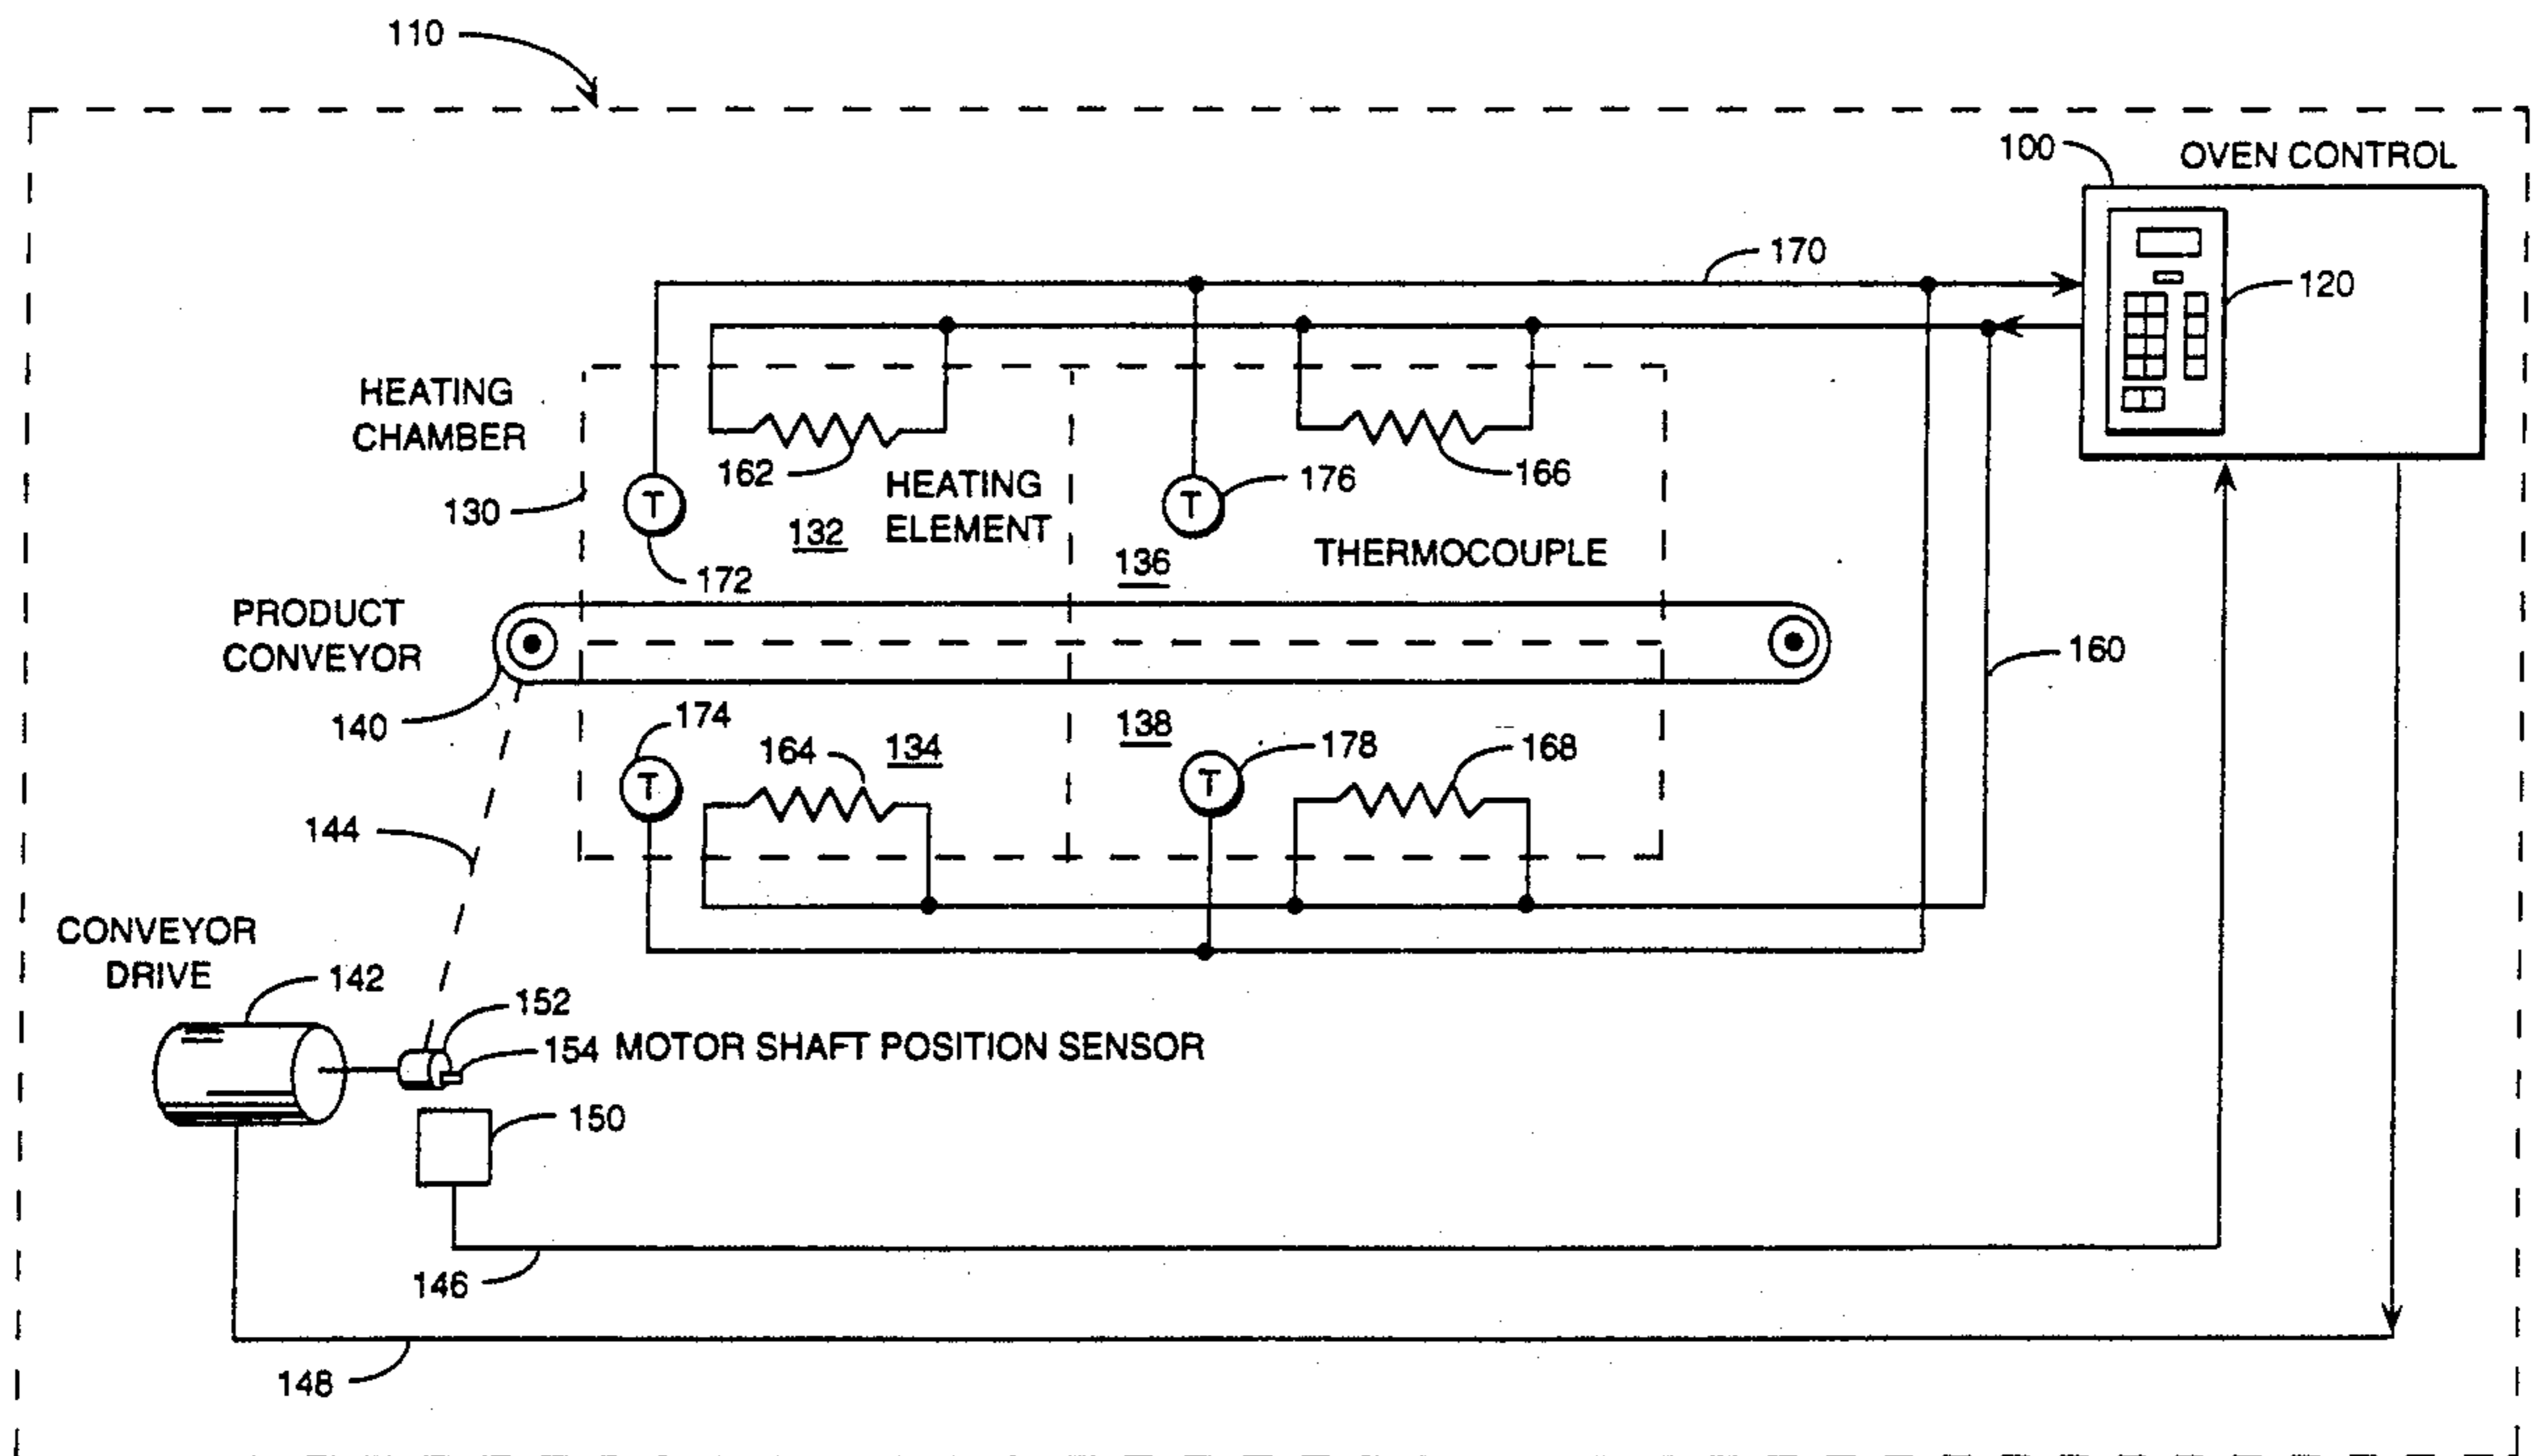 110
100
OVEN CONTROL
170
120
HEATING
CHAMBER
162
HEATING
ELEMENT
176
166
130
132
THERMOCOUPLE
136
172
PRODUCT
CONVEYOR
160
140
174
138
164
134
178
168
144
CONVEYOR
DRIVE
142
152
154 MOTOR SHAFT POSITION SENSOR
150
146
148
T
T
T
T